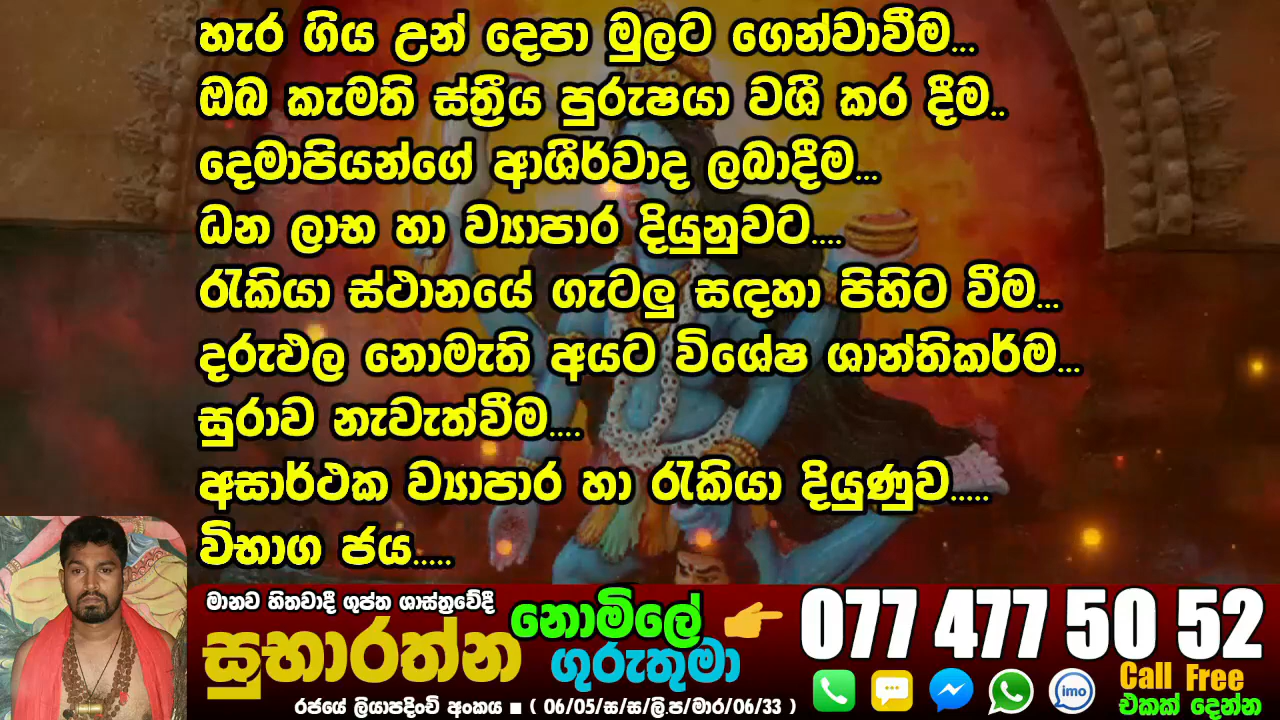 හැර ගිය උන් දෙපා මුලට ගෙන්වාවීම...
ඔබ කැමති ස්ත්‍රීය පුරුෂයා වශී කර දීම..
දෙමාපියන්ගේ ආශීර්වාද ලබාදීම...
ධන ලාභ හා ව්‍යාපාර දියුනුවට....
රැකියා ස්ථානයේ ගැටලු සඳහා පිහිට වීම...
දරුඵල නොමැති අයට විශේෂ ශාන්තිකර්ම...
සුරාව නැවැත්වීම....
අසාර්ථක ව්‍යාපාර හා රැකියා දියුණුව.....
විභාග ජය.....
මානව හිතවාදී ගුප්ත ශාස්ත්‍රවේදී
සුභාරත්න ගුරුතුමා
නොමිලේ 077 477 50 52
රජයේ ලියාපදිංචි අංකය ■ ( 06/05/ස/ස/ලි.ප/මාර/06/33 )
imo
Call Free
එකක් දෙන්න